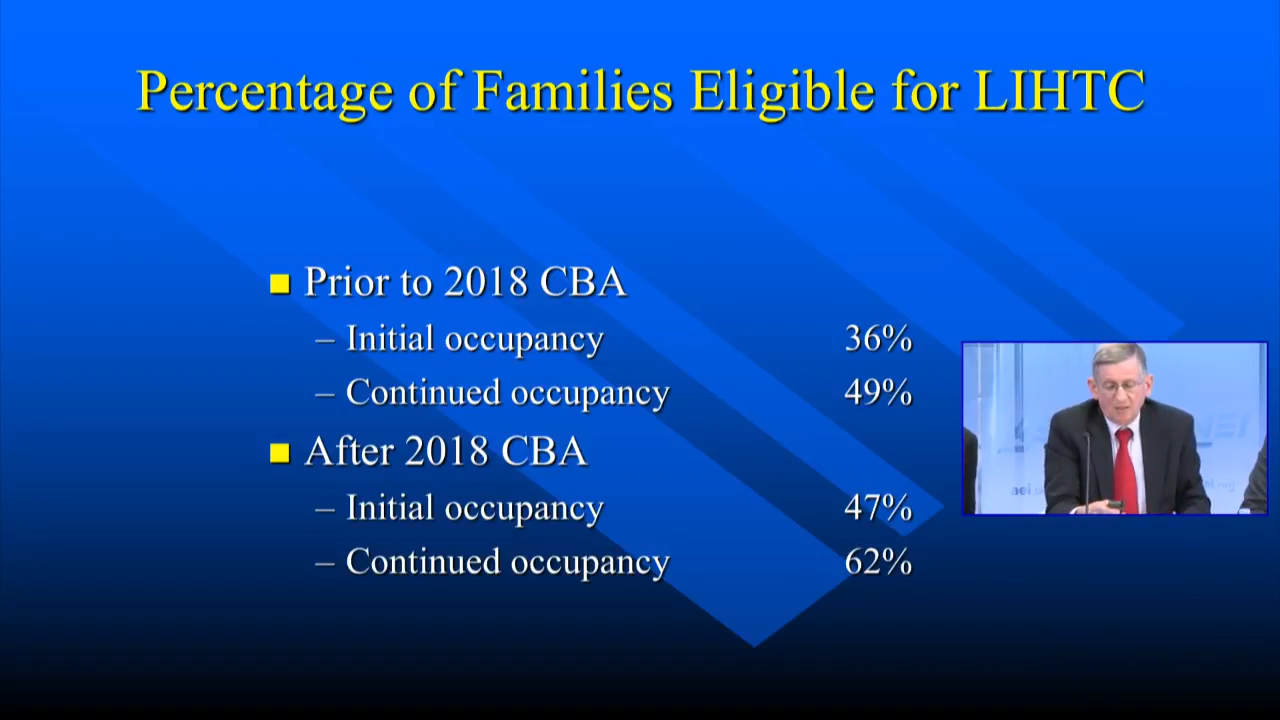 Percentage of Families Eligible for LIHTC
■ Prior to 2018 CBA
– Initial occupancy 36%
– Continued occupancy 49%
■ After 2018 CBA
– Initial occupancy 47%
– Continued occupancy 62%